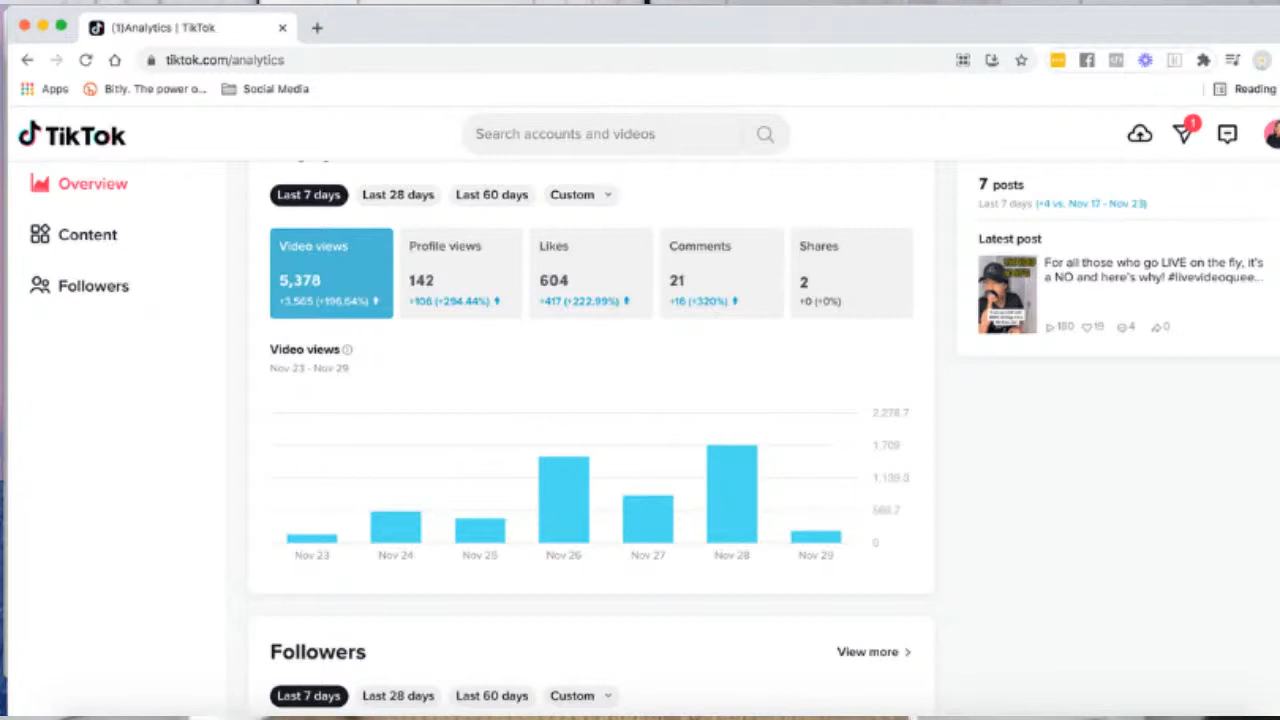 (1)Analytics | TikTok
tiktok.com/analytics
Apps
Bitly. The power o...
Social Media
Reading
TikTok
Search accounts and videos
1
Overview
Content
Followers
Last 7 days Last 28 days Last 60 days Custom
Video views
5,378
+3,565 (+196.64%)
Profile views
142
+106 (+294.44%)
Likes
604
+417 (+222.99%)
Comments
21
+16 (+320%)
Shares
2
+0 (+0%)
Video views
Nov 23 - Nov 29
2,278.7
1,709
1,139.3
569.7
0
Nov 23 Nov 24 Nov 25 Nov 26 Nov 27 Nov 28 Nov 29
Followers
View more
Last 7 days Last 28 days Last 60 days Custom
7 posts
Last 7 days (+4 vs. Nov 17 - Nov 23)
Latest post
For all those who go LIVE on the fly, it's
a NO and here's why! #livevideoquee...
180 19 4 0